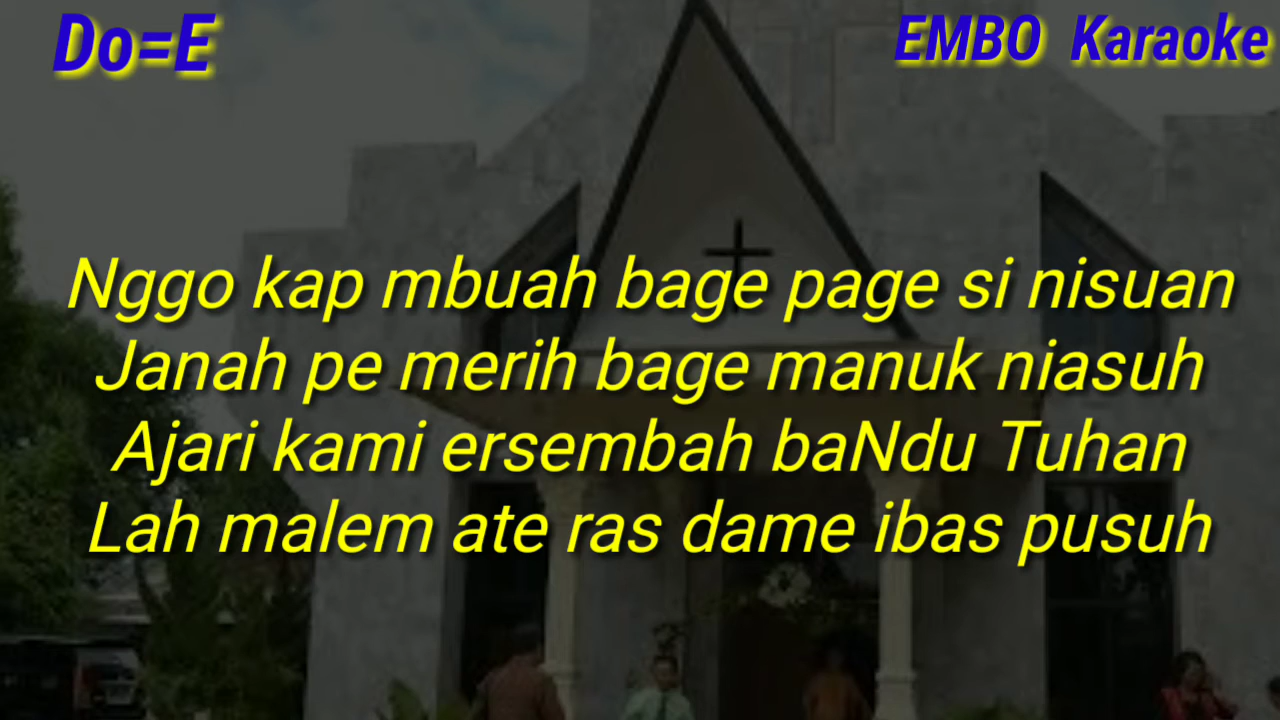 Do=E
EMBO Karaoke
Nggo kap mbuah bage page si nisuan
Janah pe merih bage manuk niasuh
Ajari kami ersembah baNdu Tuhan
Lah malem ate ras dame ibas pusuh